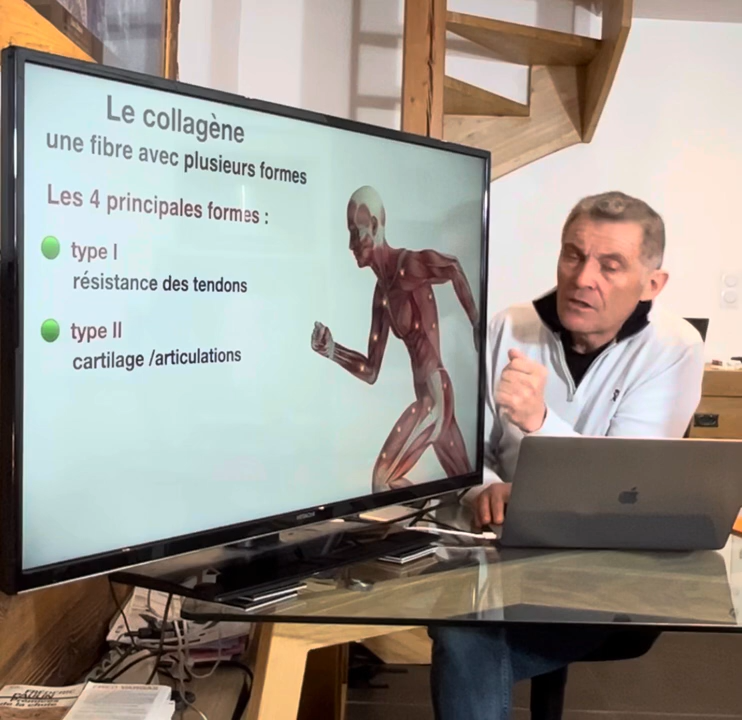 Le collagène
une fibre avec plusieurs formes
Les 4 principales formes :
type I
résistance des tendons
type II
cartilage /articulations
HITACHI